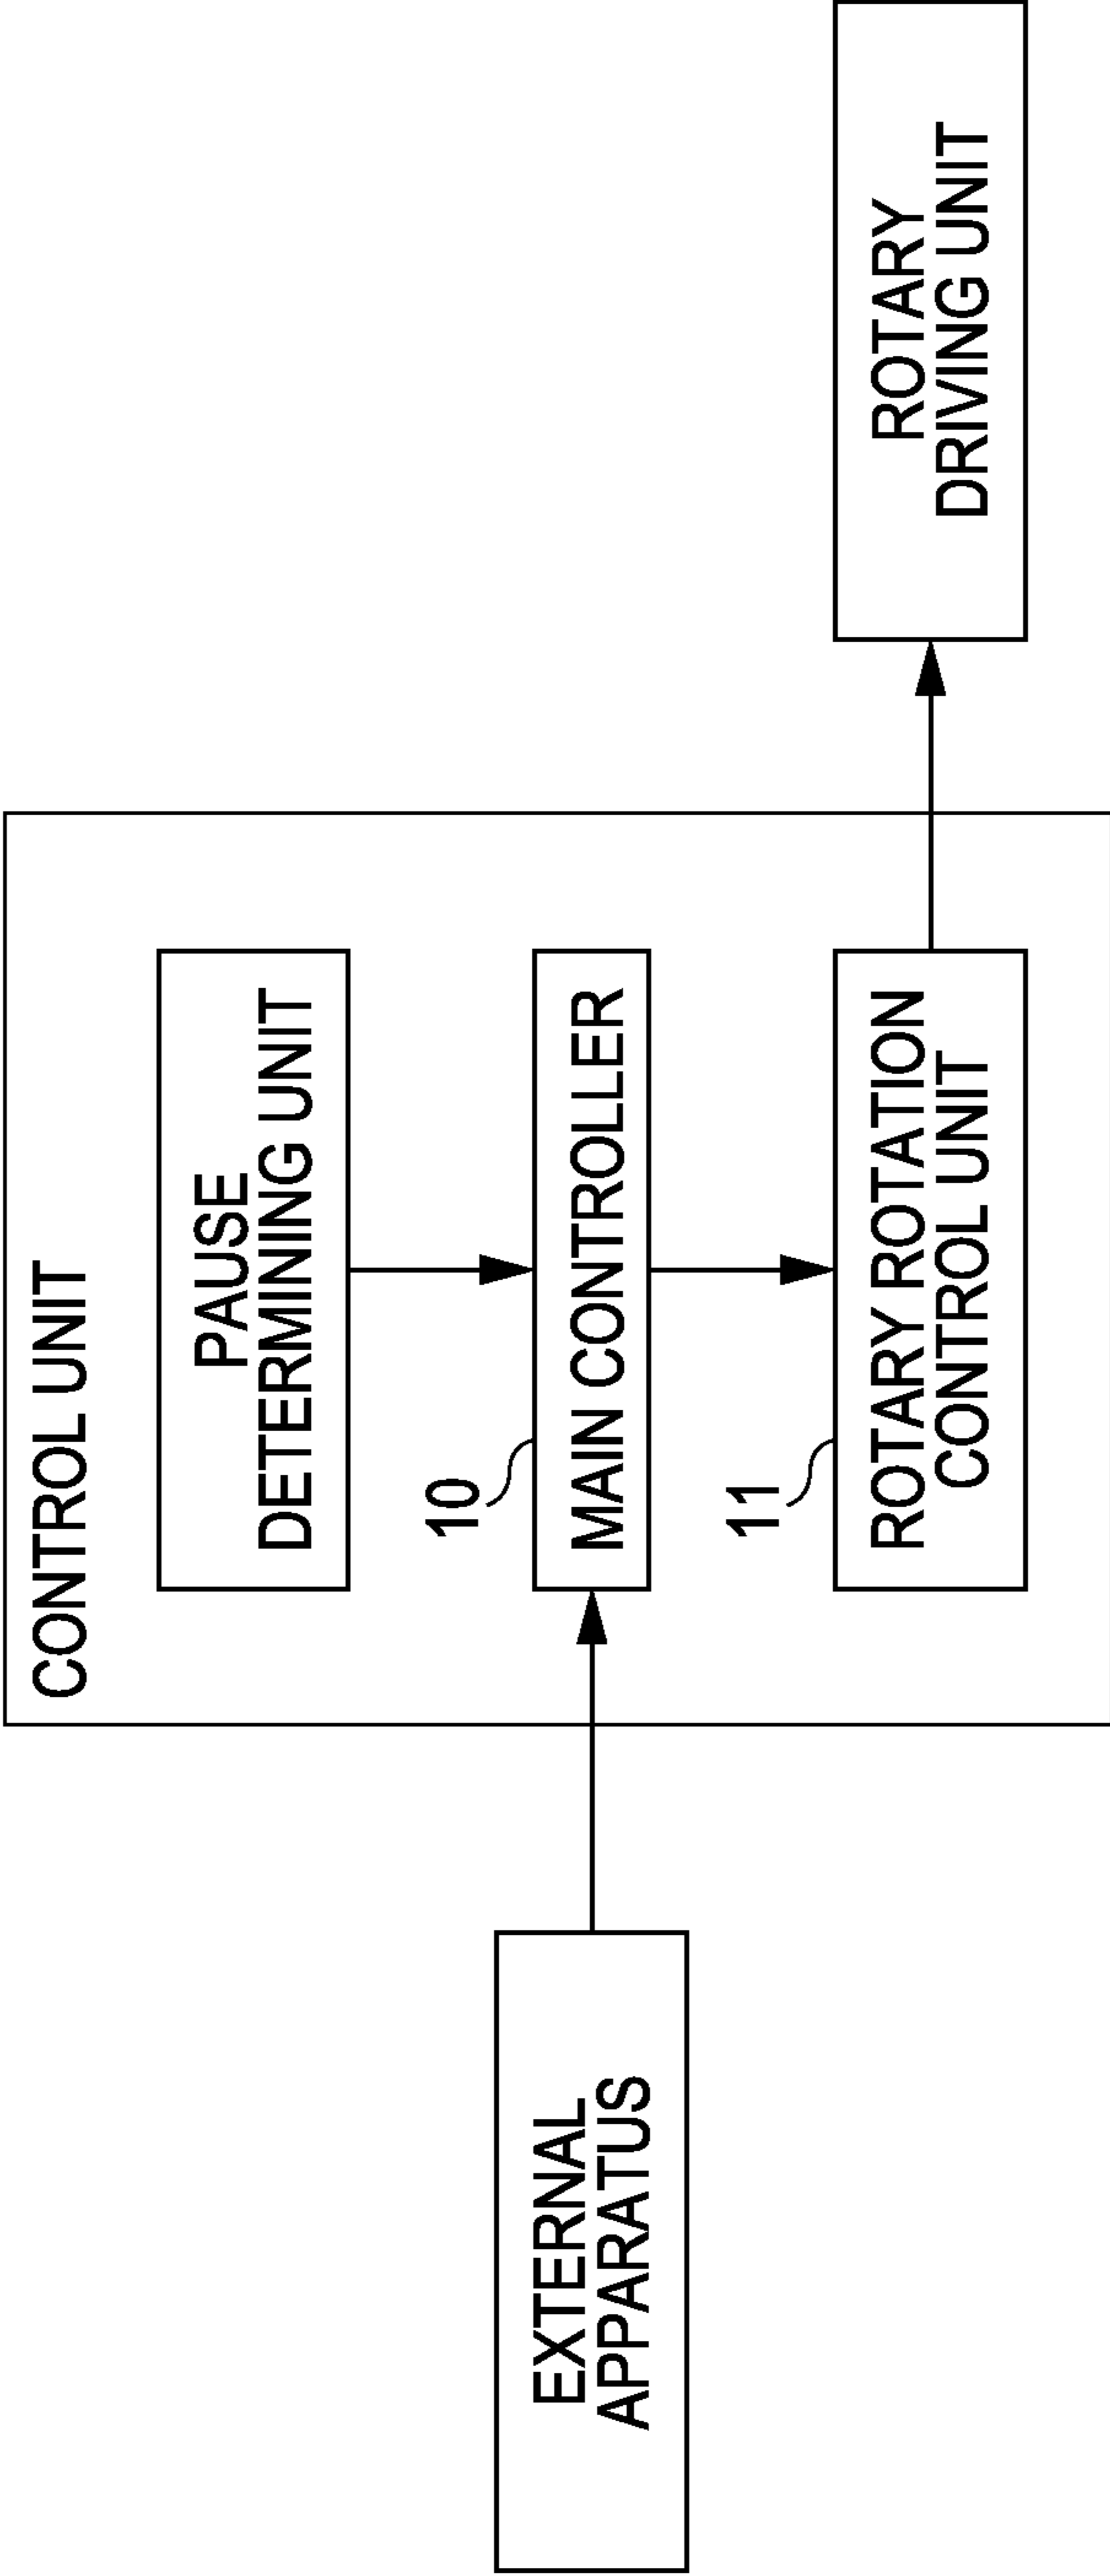 CONTROL UNIT
PAUSE
DETERMINING UNIT
10
EXTERNAL
APPARATUS
MAIN CONTROLLER
11
ROTARY ROTATION
CONTROL UNIT
ROTARY
DRIVING UNIT